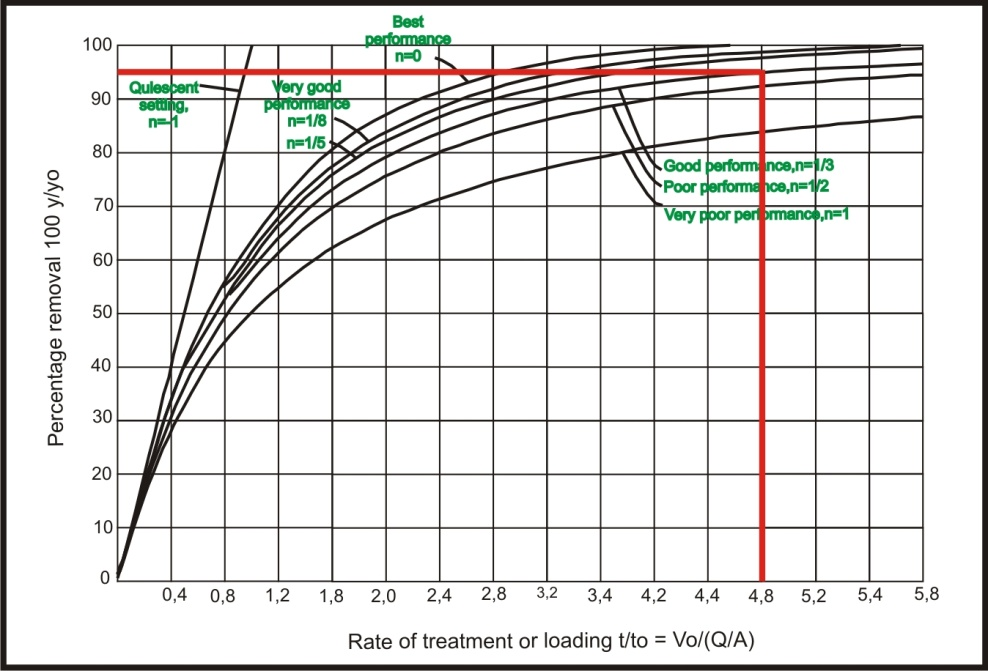 Best
performance
n=0
100
Quiescent
setting,
n=-1
Very good
performance
n=1/8
n=1/5
90
80
Good performance,n=1/3
Poor performance,n=1/2
Very poor performance,n=1
70
60
50
40
30
20
10
0
Percentage removal 100 y/yo
0,4 0,8 1,2 1,8 2,0 2,4 2,8 3,2 3,4 4,2 4,4 4,8 5,2 5,4 5,8
Rate of treatment or loading t/to = Vo/(Q/A)